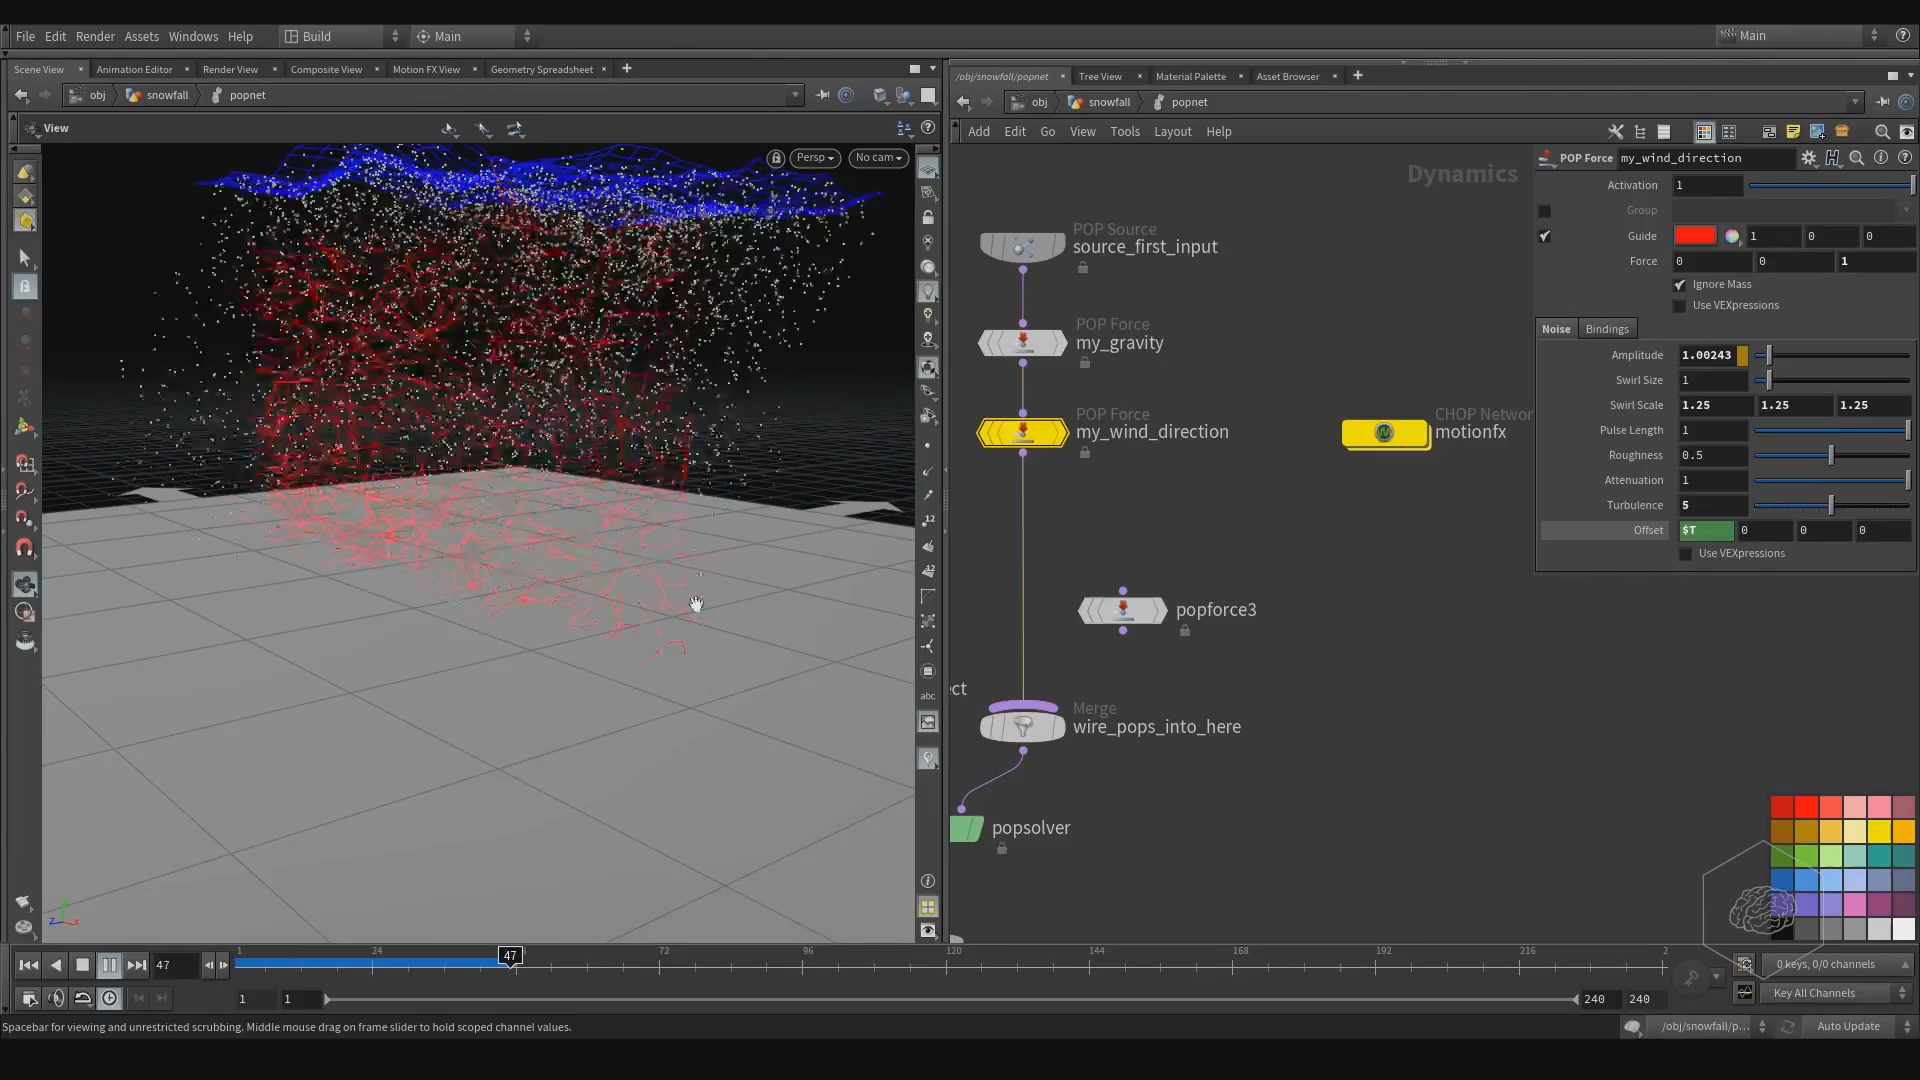 File Edit Render Assets Windows Help Build Main Main
Scene View Animation Editor Render View Composite View Motion FX View Geometry Spreadsheet
/obj/snowfall/popnet Tree View Material Palette Asset Browser
obj snowfall popnet
obj snowfall popnet
View
Add Edit Go View Tools Layout Help
Persp No cam
Dynamics
POP Source
source_first_input
POP Force
my_gravity
POP Force
my_wind_direction
CHOP Networ
motionfx
popforce3
ct
Merge
wire_pops_into_here
popsolver
POP Force my_wind_direction
Activation 1
Group
Guide 1 0 0
Force 0 0 1
Ignore Mass
Use VEXpressions
Noise Bindings
Amplitude 1.00243
Swirl Size 1
Swirl Scale 1.25 1.25 1.25
Pulse Length 1
Roughness 0.5
Attenuation 1
Turbulence 5
Offset $T 0 0 0
Use VEXpressions
12
12
abc
z x
1 24 72 96 120 144 168 192 216 2
47
47
0 keys, 0/0 channels
1 1 240 240
Key All Channels
Spacebar for viewing and unrestricted scrubbing. Middle mouse drag on frame slider to hold scoped channel values.
/obj/snowfall/p... Auto Update